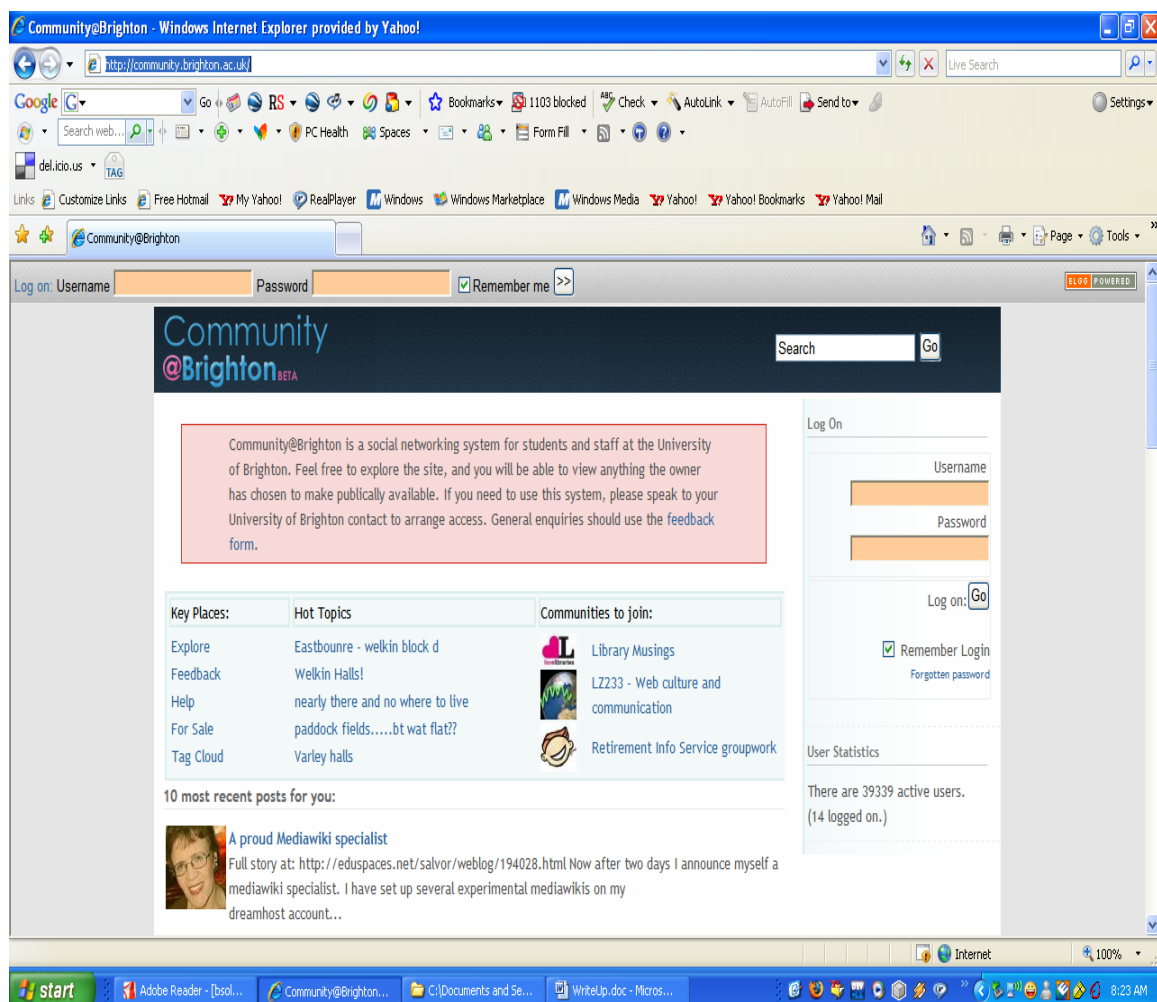 Community@Brighton - Windows Internet Explorer provided by Yahoo!
http://community.brighton.ac.uk/
Live Search
Google G Go RS Bookmarks 1103 blocked ABC Check AutoLink AutoFill Send to Settings
Search web... PC Health Spaces Form Fill
del.icio.us TAG
Links Customize Links Free Hotmail My Yahoo! RealPlayer Windows Windows Marketplace Windows Media Yahoo! Yahoo! Bookmarks Yahoo! Mail
Community@Brighton Page Tools »
Log on: Username Password Remember me >> ELGG POWERED
Community
@Brighton BETA
Search Go
Community@Brighton is a social networking system for students and staff at the University
of Brighton. Feel free to explore the site, and you will be able to view anything the owner
has chosen to make publically available. If you need to use this system, please speak to your
University of Brighton contact to arrange access. General enquiries should use the feedback
form.
Log On
Username
Password
Log on: Go
Remember Login
Forgotten password
Key Places: Hot Topics Communities to join:
Explore Eastbounre - welkin block d L lovelibraries Library Musings
Feedback Welkin Halls! LZ233 - Web culture and
Help nearly there and no where to live communication
For Sale paddock fields.....bt wat flat??
Tag Cloud Varley halls Retirement Info Service groupwork
User Statistics
There are 39339 active users.
(14 logged on.)
10 most recent posts for you:
A proud Mediawiki specialist
Full story at: http://eduspaces.net/salvor/weblog/194028.html Now after two days I announce myself a
mediawiki specialist. I have set up several experimental mediawikis on my
dreamhost account...
Internet 100%
start Adobe Reader - [bsol... Community@Brighton... C:\Documents and Se... WriteUp.doc - Micros... 8:23 AM